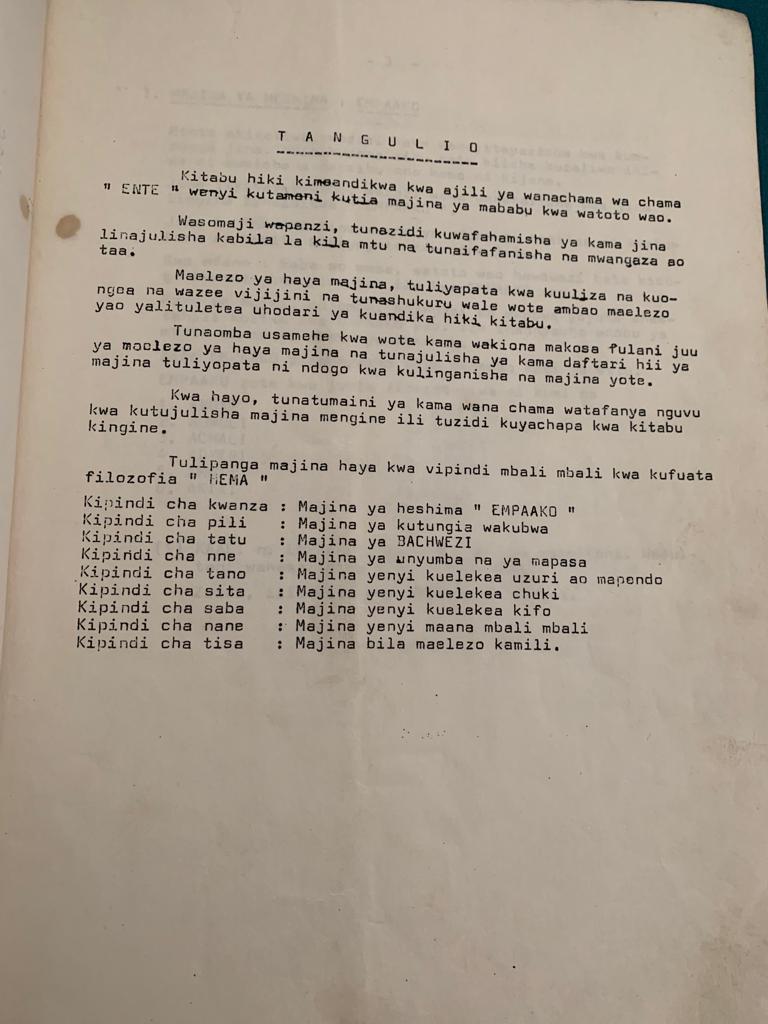 T A N G U L I O
Kitabu hiki kimeandikwa kwa ajili ya wanachama wa chama
" ENTE " wenyi kutamani kutia majina ya mababu kwa watoto wao.
Wasomaji wapenzi, tunazidi kuwafahamisha ya kama jina
linajulisha kabila la kila mtu na tunaifafanisha na mwangaza ao
taa.
Maelezo ya haya majina, tuliyapata kwa kuuliza na kuo-
ngea na wazee vijijini na tunashukuru wale wote ambao maelezo
yao yalituletea uhodari ya kuandika hiki kitabu.
Tunaomba usamehe kwa wote kama wakiona makosa fulani juu
ya maelezo ya haya majina na tunajulisha ya kama daftari hii ya
majina tuliyopata ni ndogo kwa kulinganisha na majina yote.
Kwa hayo, tunatumaini ya kama wana chama watafanya nguvu
kwa kutujulisha majina mengine ili tuzidi kuyachapa kwa kitabu
kingine.
Tulipanga majina haya kwa vipindi mbali mbali kwa kufuata
filozofia " HEMA "
Kipindi cha kwanza : Majina ya heshima " EMPAAKO "
Kipindi cha pili : Majina ya kutungia wakubwa
Kipindi cha tatu : Majina ya BACHWEZI
Kipindi cha nne : Majina ya unyumba na ya mapasa
Kipindi cha tano : Majina yenyi kuelekea uzuri ao mapendo
Kipindi cha sita : Majina yenyi kuelekea chuki
Kipindi cha saba : Majina yenyi kuelekea kifo
Kipindi cha nane : Majina yenyi maana mbali mbali
Kipindi cha tisa : Majina bila maelezo kamili.